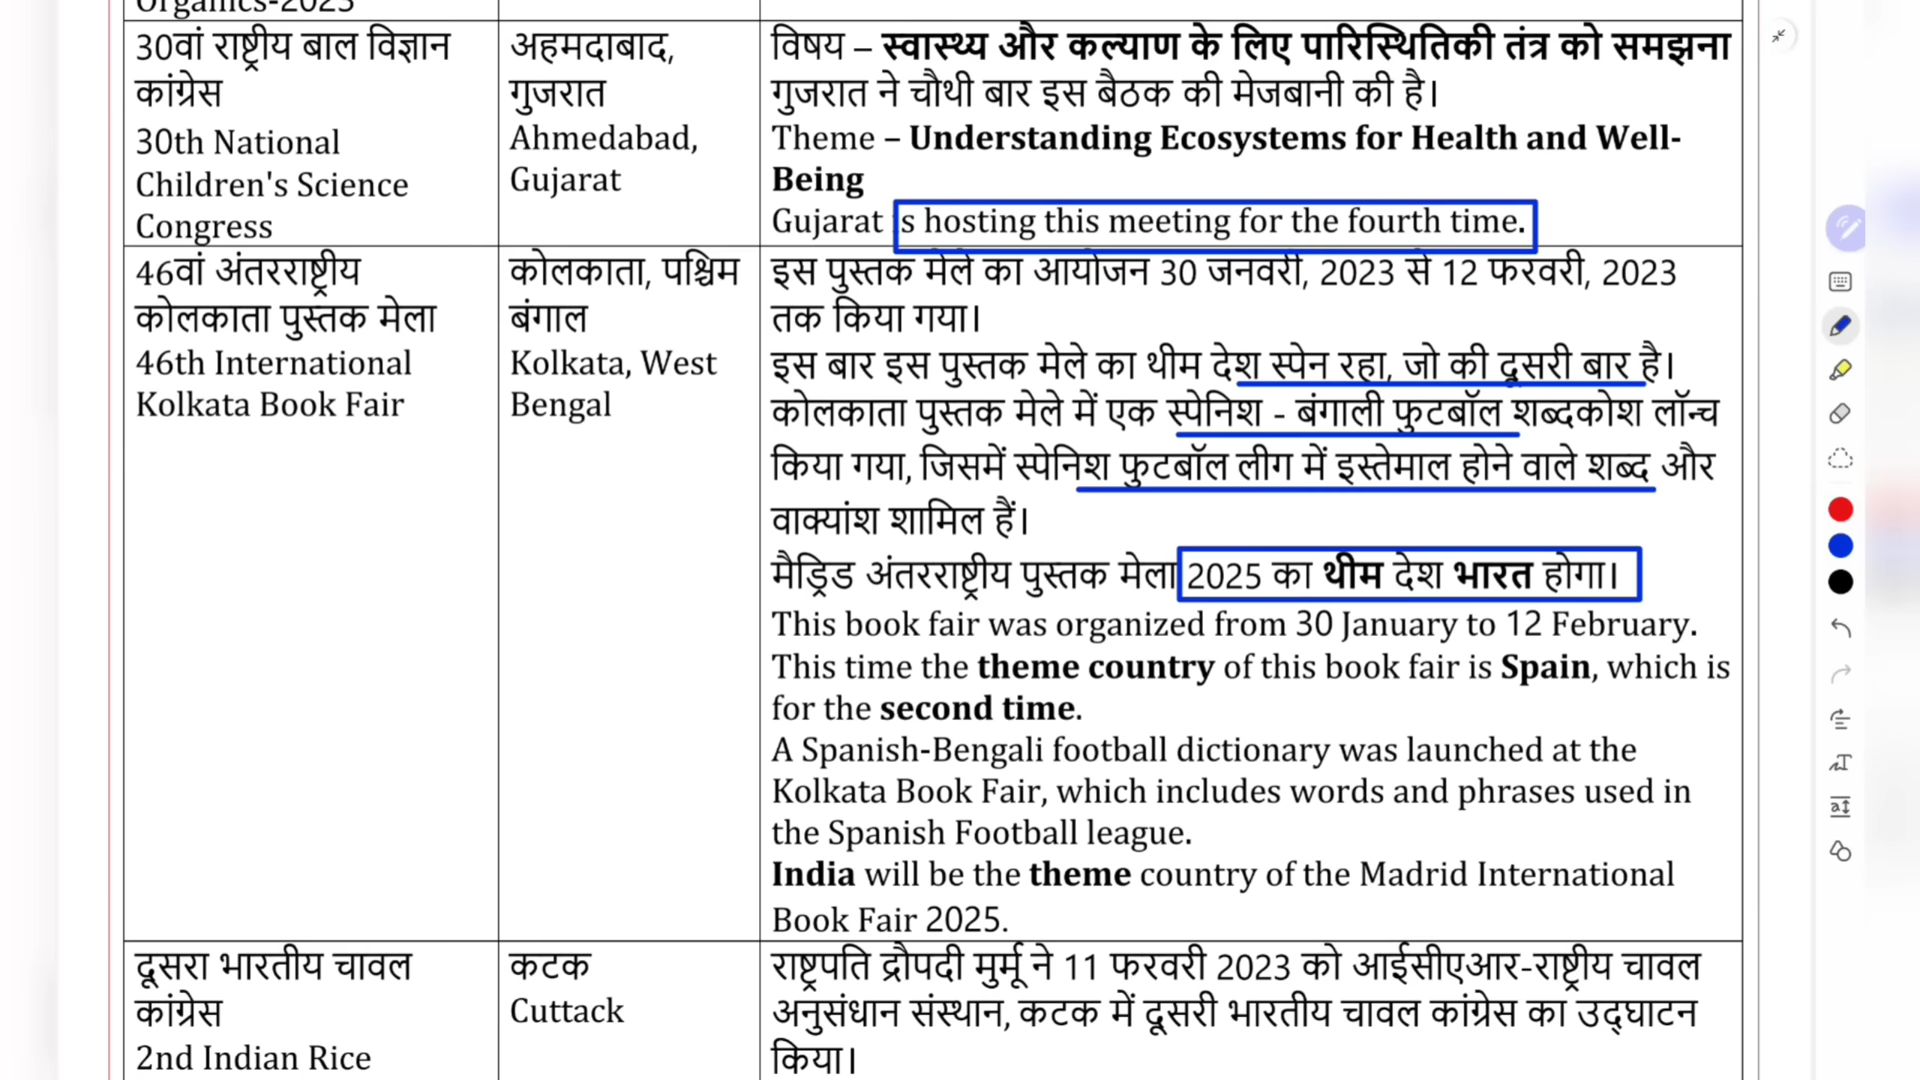 Organics-2023
30वां राष्ट्रीय बाल विज्ञान
कांग्रेस
30th National
Children's Science
Congress
अहमदाबाद,
गुजरात
Ahmedabad,
Gujarat
विषय – स्वास्थ्य और कल्याण के लिए पारिस्थितिकी तंत्र को समझना
गुजरात ने चौथी बार इस बैठक की मेजबानी की है।
Theme – Understanding Ecosystems for Health and Well-
Being
Gujarat is hosting this meeting for the fourth time.
46वां अंतरराष्ट्रीय
कोलकाता पुस्तक मेला
46th International
Kolkata Book Fair
कोलकाता, पश्चिम
बंगाल
Kolkata, West
Bengal
इस पुस्तक मेले का आयोजन 30 जनवरी, 2023 से 12 फरवरी, 2023
तक किया गया।
इस बार इस पुस्तक मेले का थीम देश स्पेन रहा, जो की दूसरी बार है।
कोलकाता पुस्तक मेले में एक स्पेनिश - बंगाली फुटबॉल शब्दकोश लॉन्च
किया गया, जिसमें स्पेनिश फुटबॉल लीग में इस्तेमाल होने वाले शब्द और
वाक्यांश शामिल हैं।
मैड्रिड अंतरराष्ट्रीय पुस्तक मेला 2025 का थीम देश भारत होगा।
This book fair was organized from 30 January to 12 February.
This time the theme country of this book fair is Spain, which is
for the second time.
A Spanish-Bengali football dictionary was launched at the
Kolkata Book Fair, which includes words and phrases used in
the Spanish Football league.
India will be the theme country of the Madrid International
Book Fair 2025.
दूसरा भारतीय चावल
कांग्रेस
2nd Indian Rice
कटक
Cuttack
राष्ट्रपति द्रौपदी मुर्मू ने 11 फरवरी 2023 को आईसीएआर-राष्ट्रीय चावल
अनुसंधान संस्थान, कटक में दूसरी भारतीय चावल कांग्रेस का उद्घाटन
किया।